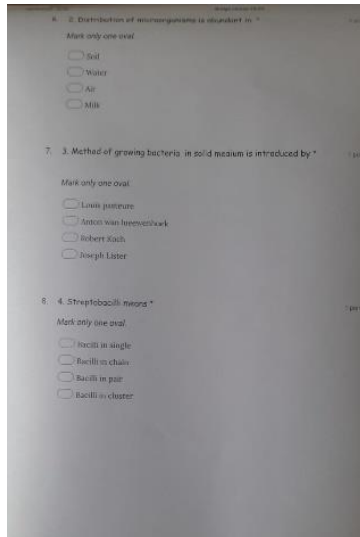 6. 2. Distribution of microorganisms is abundant in *
Mark only one oval.
Soil
Water
Air
Milk
7. 3. Method of growing bacteria in solid medium is introduced by *
Mark only one oval.
Louis pasteure
Anton wan
Robert Koch
Joseph Lister
8. 4. Streptobacilli means *
Mark only one oval.
Bacilli in single
Bacilli in chain
Bacilli in pair
Bacilli in cluster